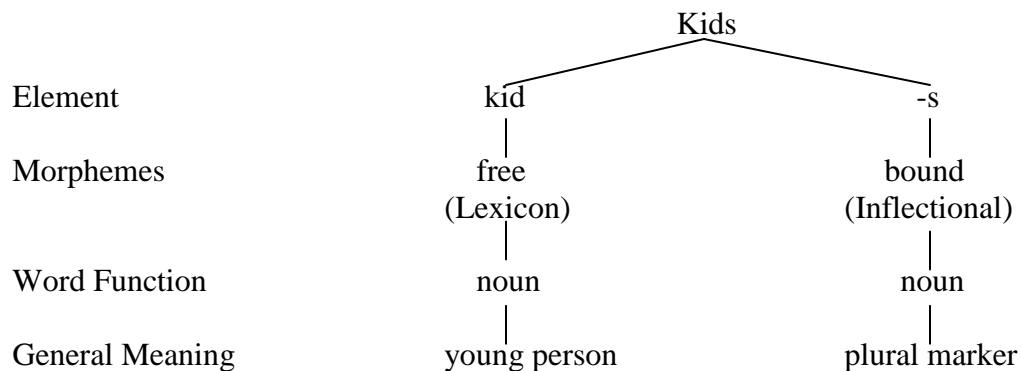 Kids
Element kid -s
Morphemes free bound
(Lexicon) (Inflectional)
Word Function noun noun
General Meaning young person plural marker